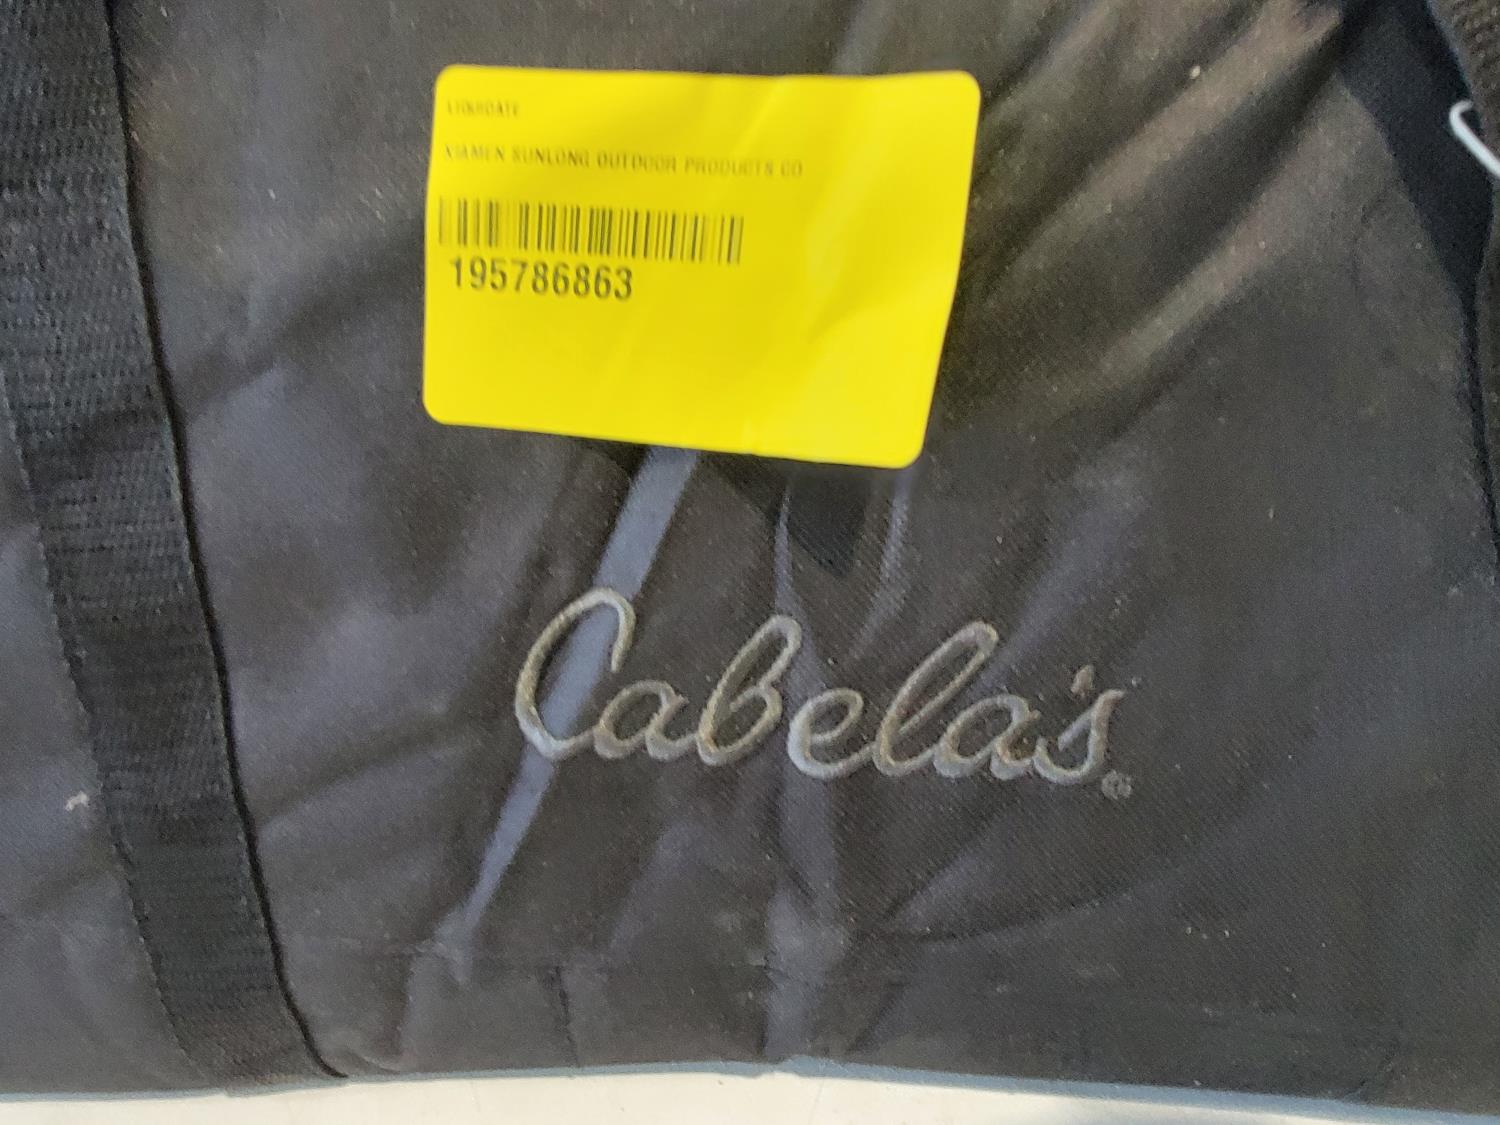 LIQUIDATE
XIAMEN SUNLONG OUTDOOR PRODUCTS CO
195786863
Cabela's®